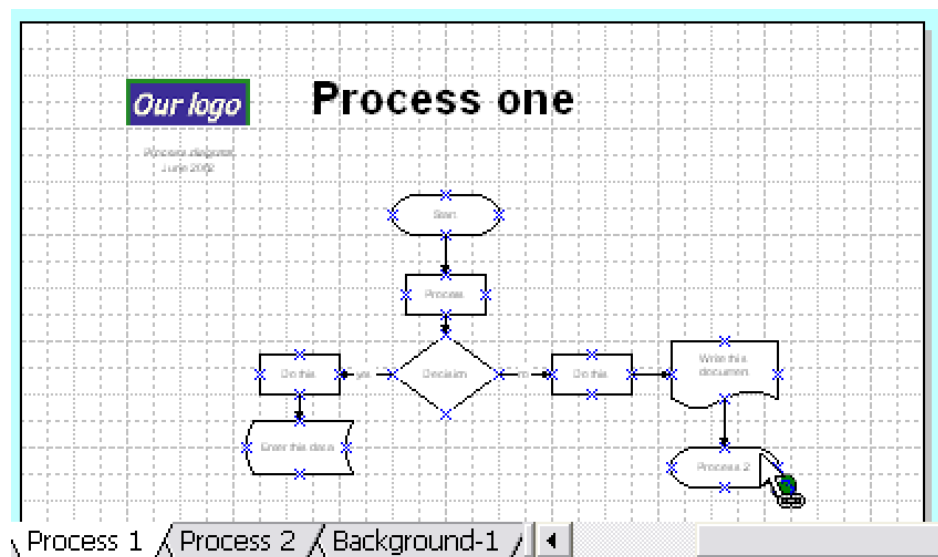 Our logo
Process one
Process diagram
June 2002
Start
Process
Do this
yes
Decision
no
Do this
Write this
document
Enter this data
Process 2
Process 1
Process 2
Background-1